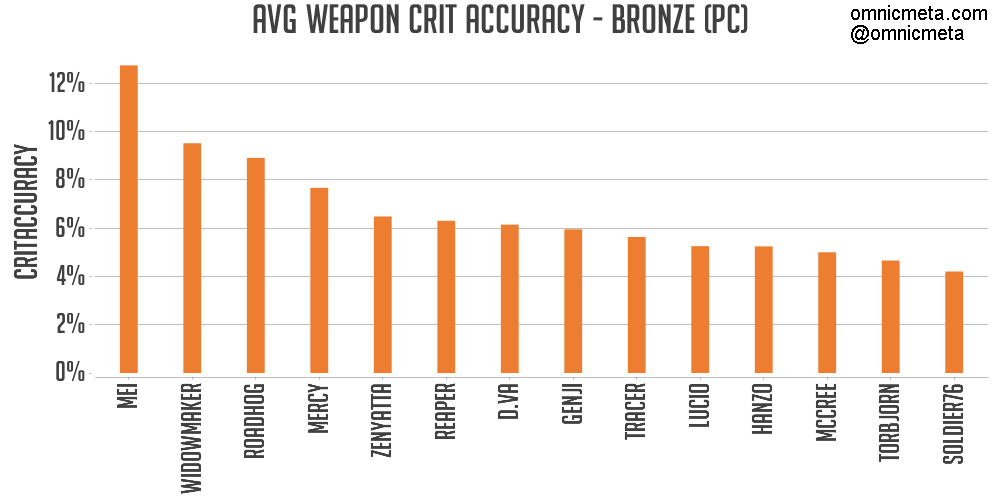 AVG WEAPON CRIT ACCURACY - BRONZE (PC)
omnicmeta.com
@omnicmeta
CRITACCURACY
12%
10%
8%
6%
4%
2%
0%
MEI
WIDOWMAKER
ROADHOG
MERCY
ZENYATTA
REAPER
D.VA
GENJI
TRACER
LUCIO
HANZO
MCCREE
TORBJORN
SOLDIER76